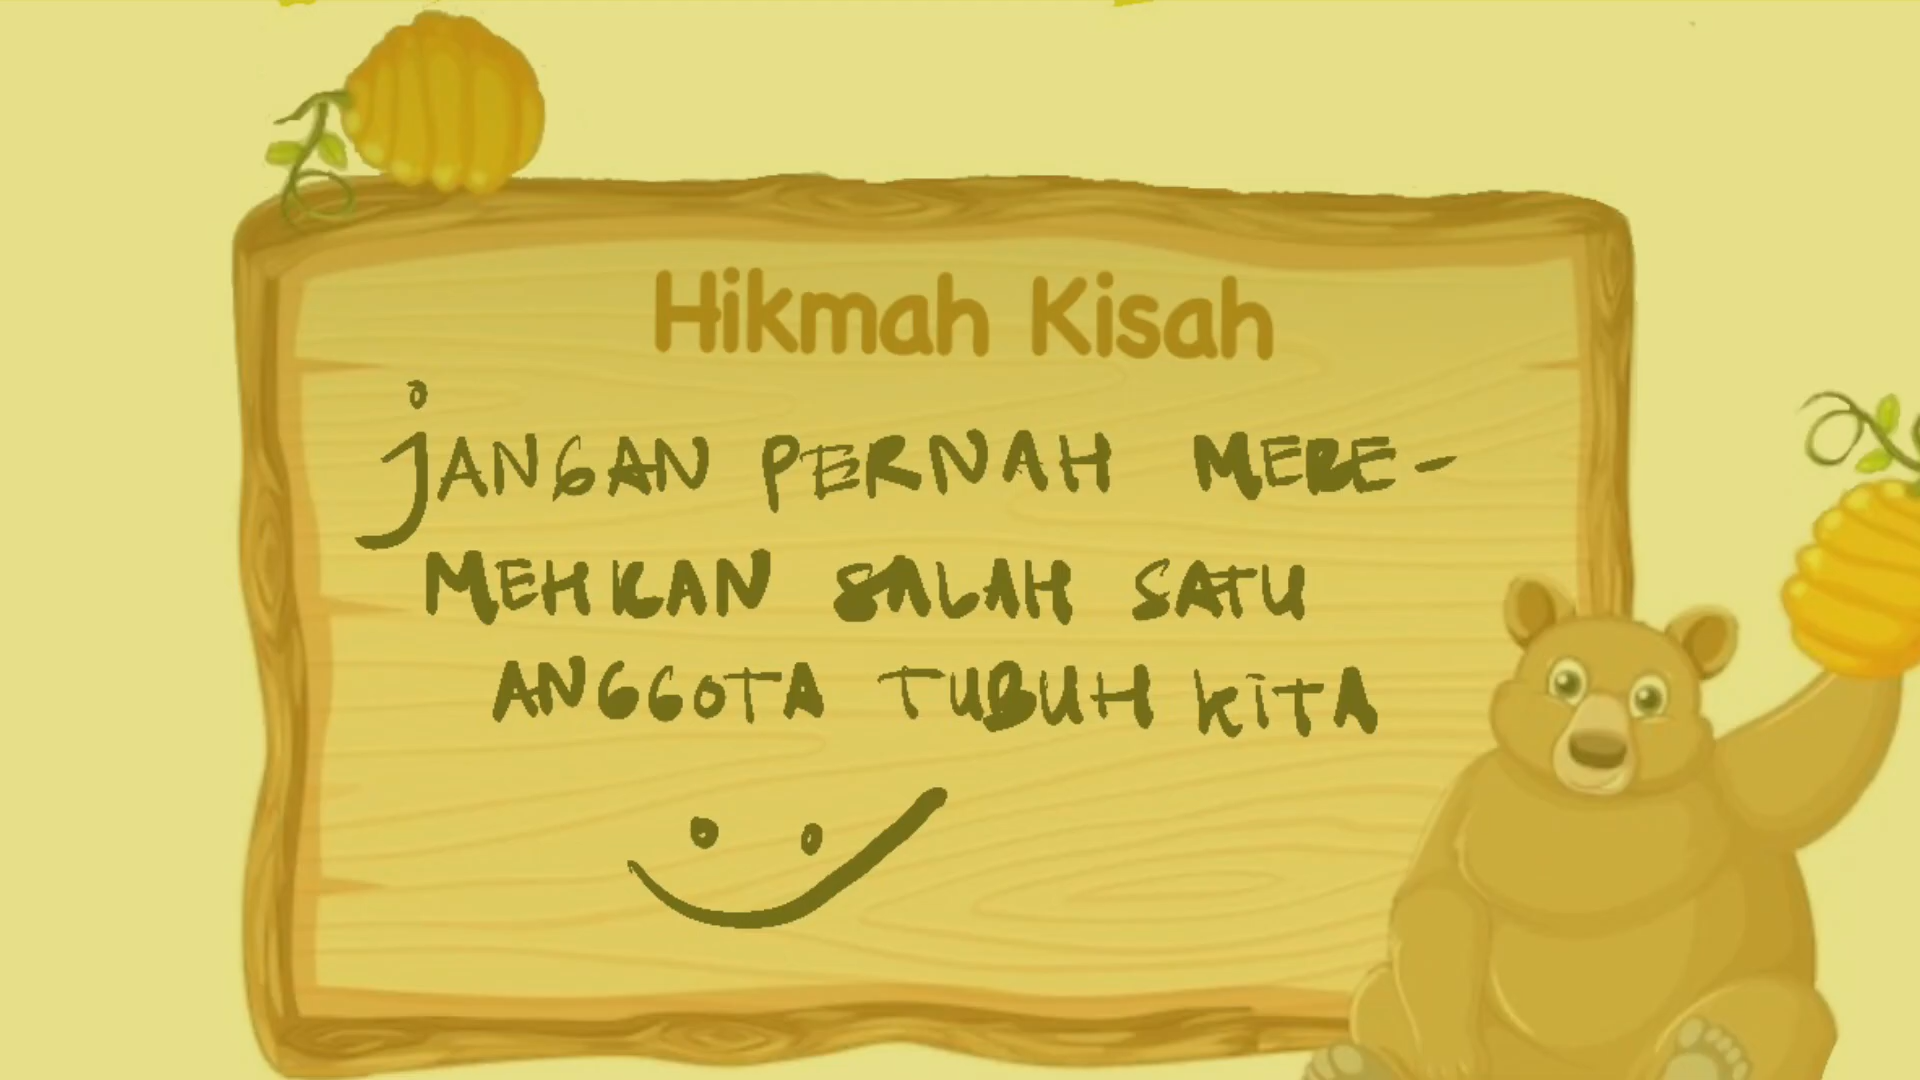 Hikmah Kisah
jANGAN PERNAH MERE-
MEHKAN SALAH SATU
ANGGOTA TUBUH KiTA